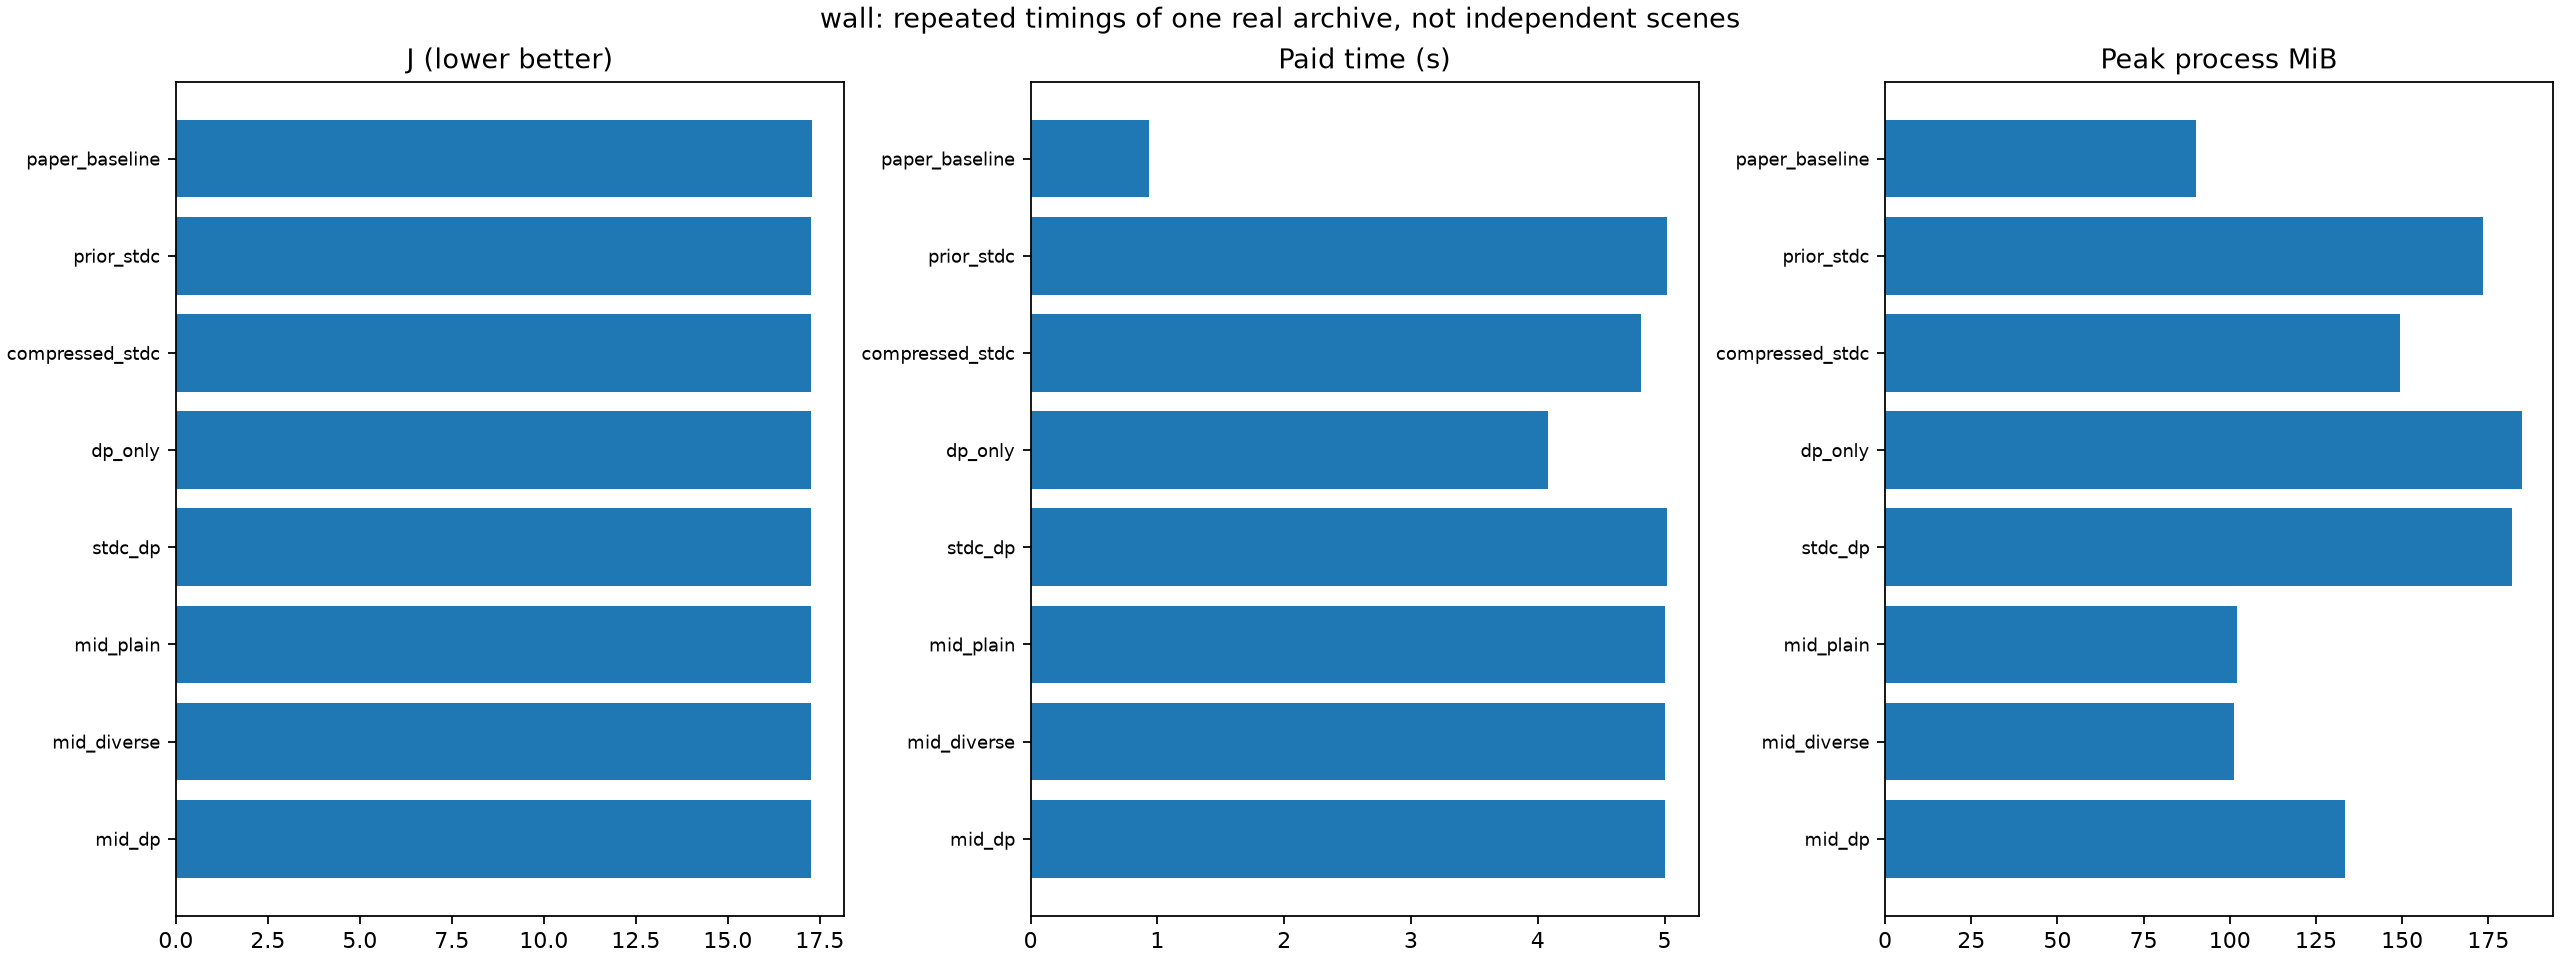 wall: repeated timings of one real archive, not independent scenes
J (lower better)
paper_baseline
prior_stdc
compressed_stdc
dp_only
stdc_dp
mid_plain
mid_diverse
mid_dp
0.0 2.5 5.0 7.5 10.0 12.5 15.0 17.5
Paid time (s)
paper_baseline
prior_stdc
compressed_stdc
dp_only
stdc_dp
mid_plain
mid_diverse
mid_dp
0 1 2 3 4 5
Peak process MiB
paper_baseline
prior_stdc
compressed_stdc
dp_only
stdc_dp
mid_plain
mid_diverse
mid_dp
0 25 50 75 100 125 150 175